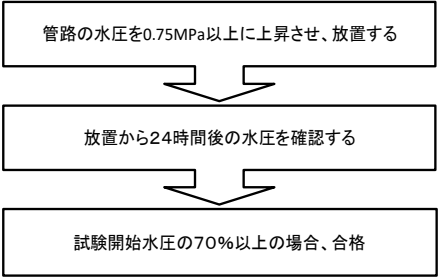 管路の水圧を0.75MPa以上に上昇させ、放置する
放置から２４時間後の水圧を確認する
試験開始水圧の７０％以上の場合、合格